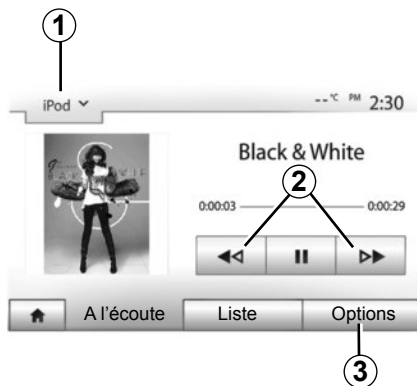 1
iPod
--°C PM 2:30
Black & White
2
0:00:03 0:00:29
A l'écoute Liste Options
3